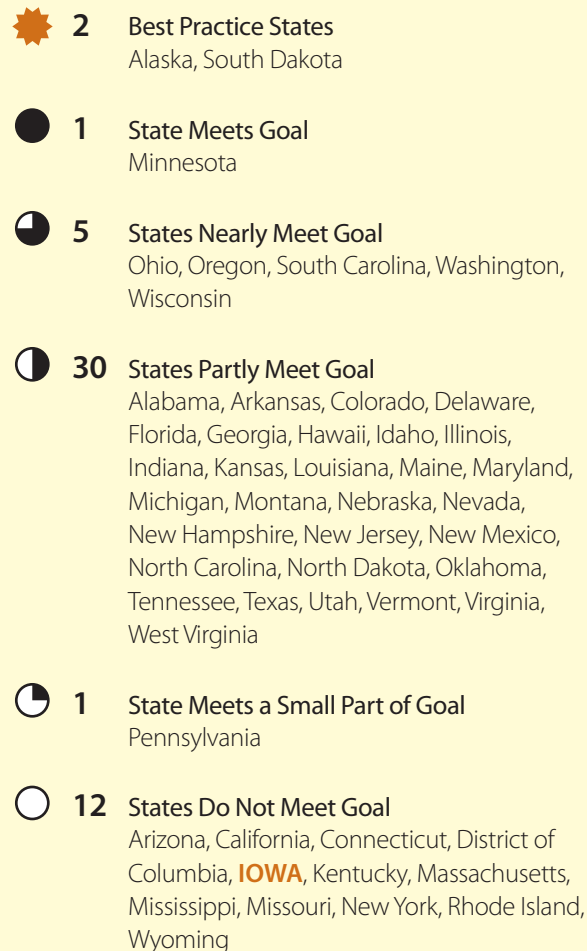 2 Best Practice States
Alaska, South Dakota
1 State Meets Goal
Minnesota
5 States Nearly Meet Goal
Ohio, Oregon, South Carolina, Washington,
Wisconsin
30 States Partly Meet Goal
Alabama, Arkansas, Colorado, Delaware,
Florida, Georgia, Hawaii, Idaho, Illinois,
Indiana, Kansas, Louisiana, Maine, Maryland,
Michigan, Montana, Nebraska, Nevada,
New Hampshire, New Jersey, New Mexico,
North Carolina, North Dakota, Oklahoma,
Tennessee, Texas, Utah, Vermont, Virginia,
West Virginia
1 State Meets a Small Part of Goal
Pennsylvania
12 States Do Not Meet Goal
Arizona, California, Connecticut, District of
Columbia, IOWA, Kentucky, Massachusetts,
Mississippi, Missouri, New York, Rhode Island,
Wyoming